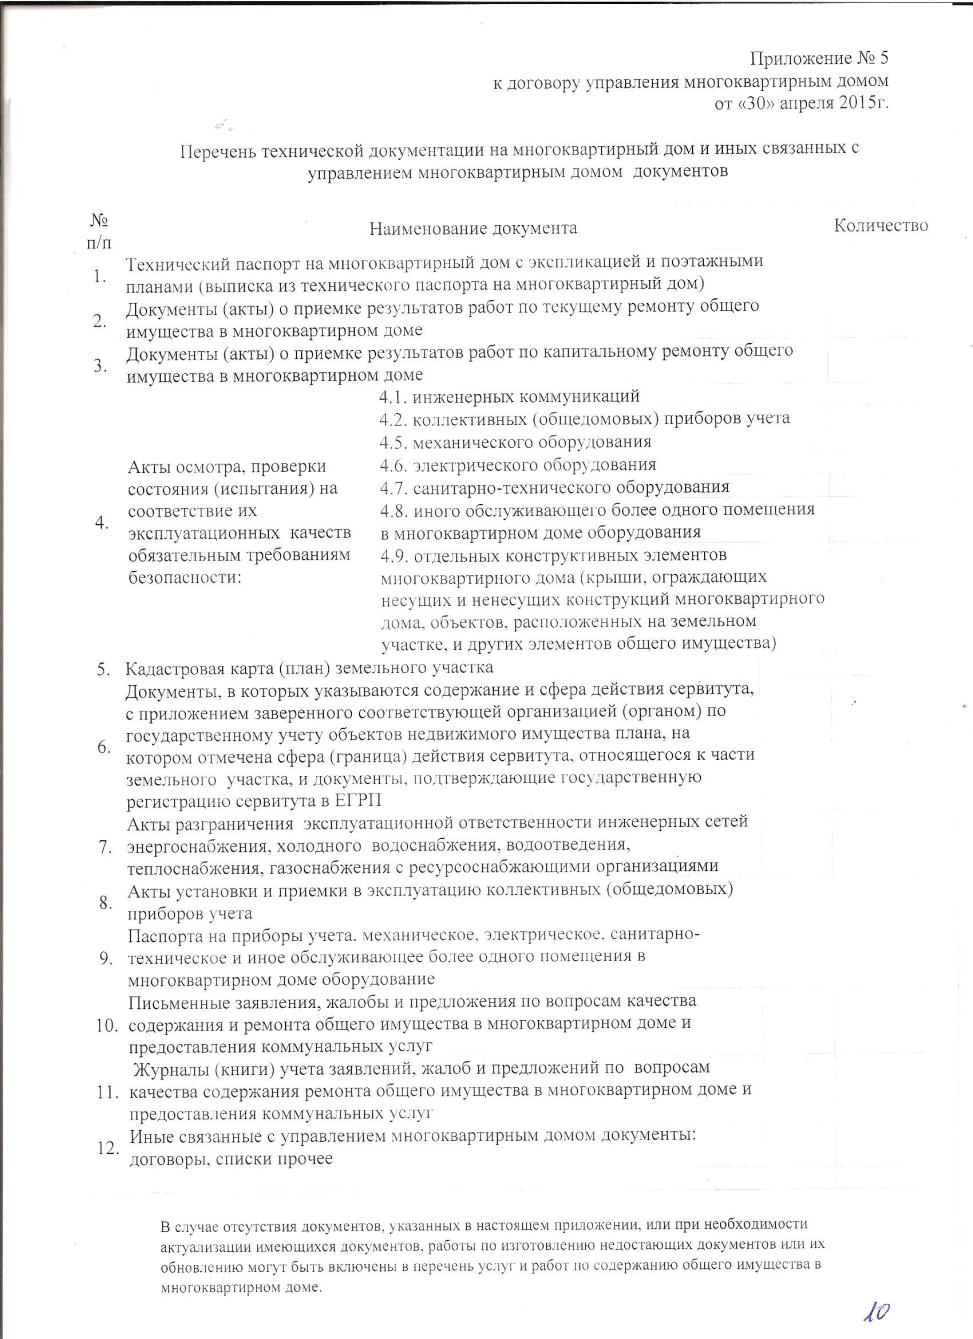 Приложение № 5
к договору управления многоквартирным домом
от «30» апреля 2015г.
Перечень технической документации на многоквартирный дом и иных связанных с
управлением многоквартирным домом документов
№
п/п
Наименование документа
Количество
1.
Технический паспорт на многоквартирный дом с экспликацией и поэтажными
планами (выписка из технического паспорта на многоквартирный дом)
2.
Документы (акты) о приемке результатов работ по текущему ремонту общего
имущества в многоквартирном доме
3.
Документы (акты) о приемке результатов работ по капитальному ремонту общего
имущества в многоквартирном доме
4.
Акты осмотра, проверки
состояния (испытания) на
соответствие их
эксплуатационных качеств
обязательным требованиям
безопасности:
4.1. инженерных коммуникаций
4.2. коллективных (общедомовых) приборов учета
4.5. механического оборудования
4.6. электрического оборудования
4.7. санитарно-технического оборудования
4.8. иного обслуживающего более одного помещения
в многоквартирном доме оборудования
4.9. отдельных конструктивных элементов
многоквартирного дома (крыши, ограждающих
несущих и ненесущих конструкций многоквартирного
дома, объектов, расположенных на земельном
участке, и других элементов общего имущества)
5. Кадастровая карта (план) земельного участка
6.
Документы, в которых указываются содержание и сфера действия сервитута,
с приложением заверенного соответствующей организацией (органом) по
государственному учету объектов недвижимого имущества плана, на
котором отмечена сфера (граница) действия сервитута, относящегося к части
земельного участка, и документы, подтверждающие государственную
регистрацию сервитута в ЕГРП
7.
Акты разграничения эксплуатационной ответственности инженерных сетей
энергоснабжения, холодного водоснабжения, водоотведения,
теплоснабжения, газоснабжения с ресурсоснабжающими организациями
8.
Акты установки и приемки в эксплуатацию коллективных (общедомовых)
приборов учета
9.
Паспорта на приборы учета, механическое, электрическое, санитарно-
техническое и иное обслуживающее более одного помещения в
многоквартирном доме оборудование
10.
Письменные заявления, жалобы и предложения по вопросам качества
содержания и ремонта общего имущества в многоквартирном доме и
предоставления коммунальных услуг
11.
Журналы (книги) учета заявлений, жалоб и предложений по вопросам
качества содержания ремонта общего имущества в многоквартирном доме и
предоставления коммунальных услуг
12.
Иные связанные с управлением многоквартирным домом документы:
договоры, списки прочее
В случае отсутствия документов, указанных в настоящем приложении, или при необходимости
актуализации имеющихся документов, работы по изготовлению недостающих документов или их
обновлению могут быть включены в перечень услуг и работ по содержанию общего имущества в
многоквартирном доме.
10